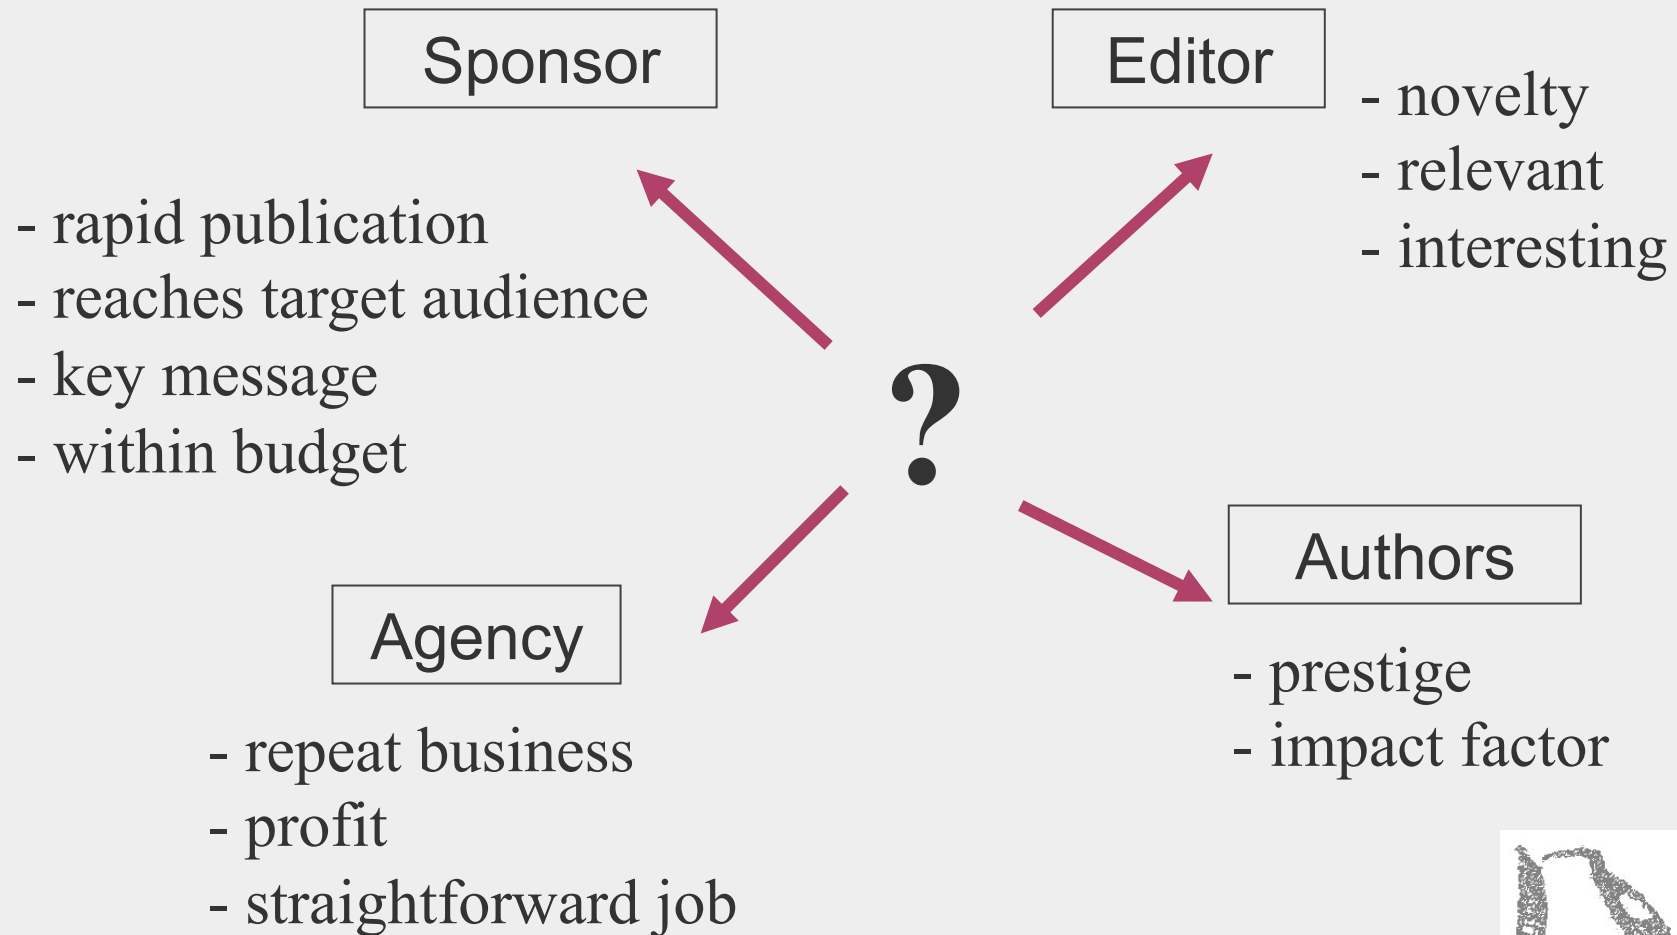 Sponsor
- rapid publication
- reaches target audience
- key message
- within budget
Editor
- novelty
- relevant
- interesting
?
Agency
- repeat business
- profit
- straightforward job
Authors
- prestige
- impact factor